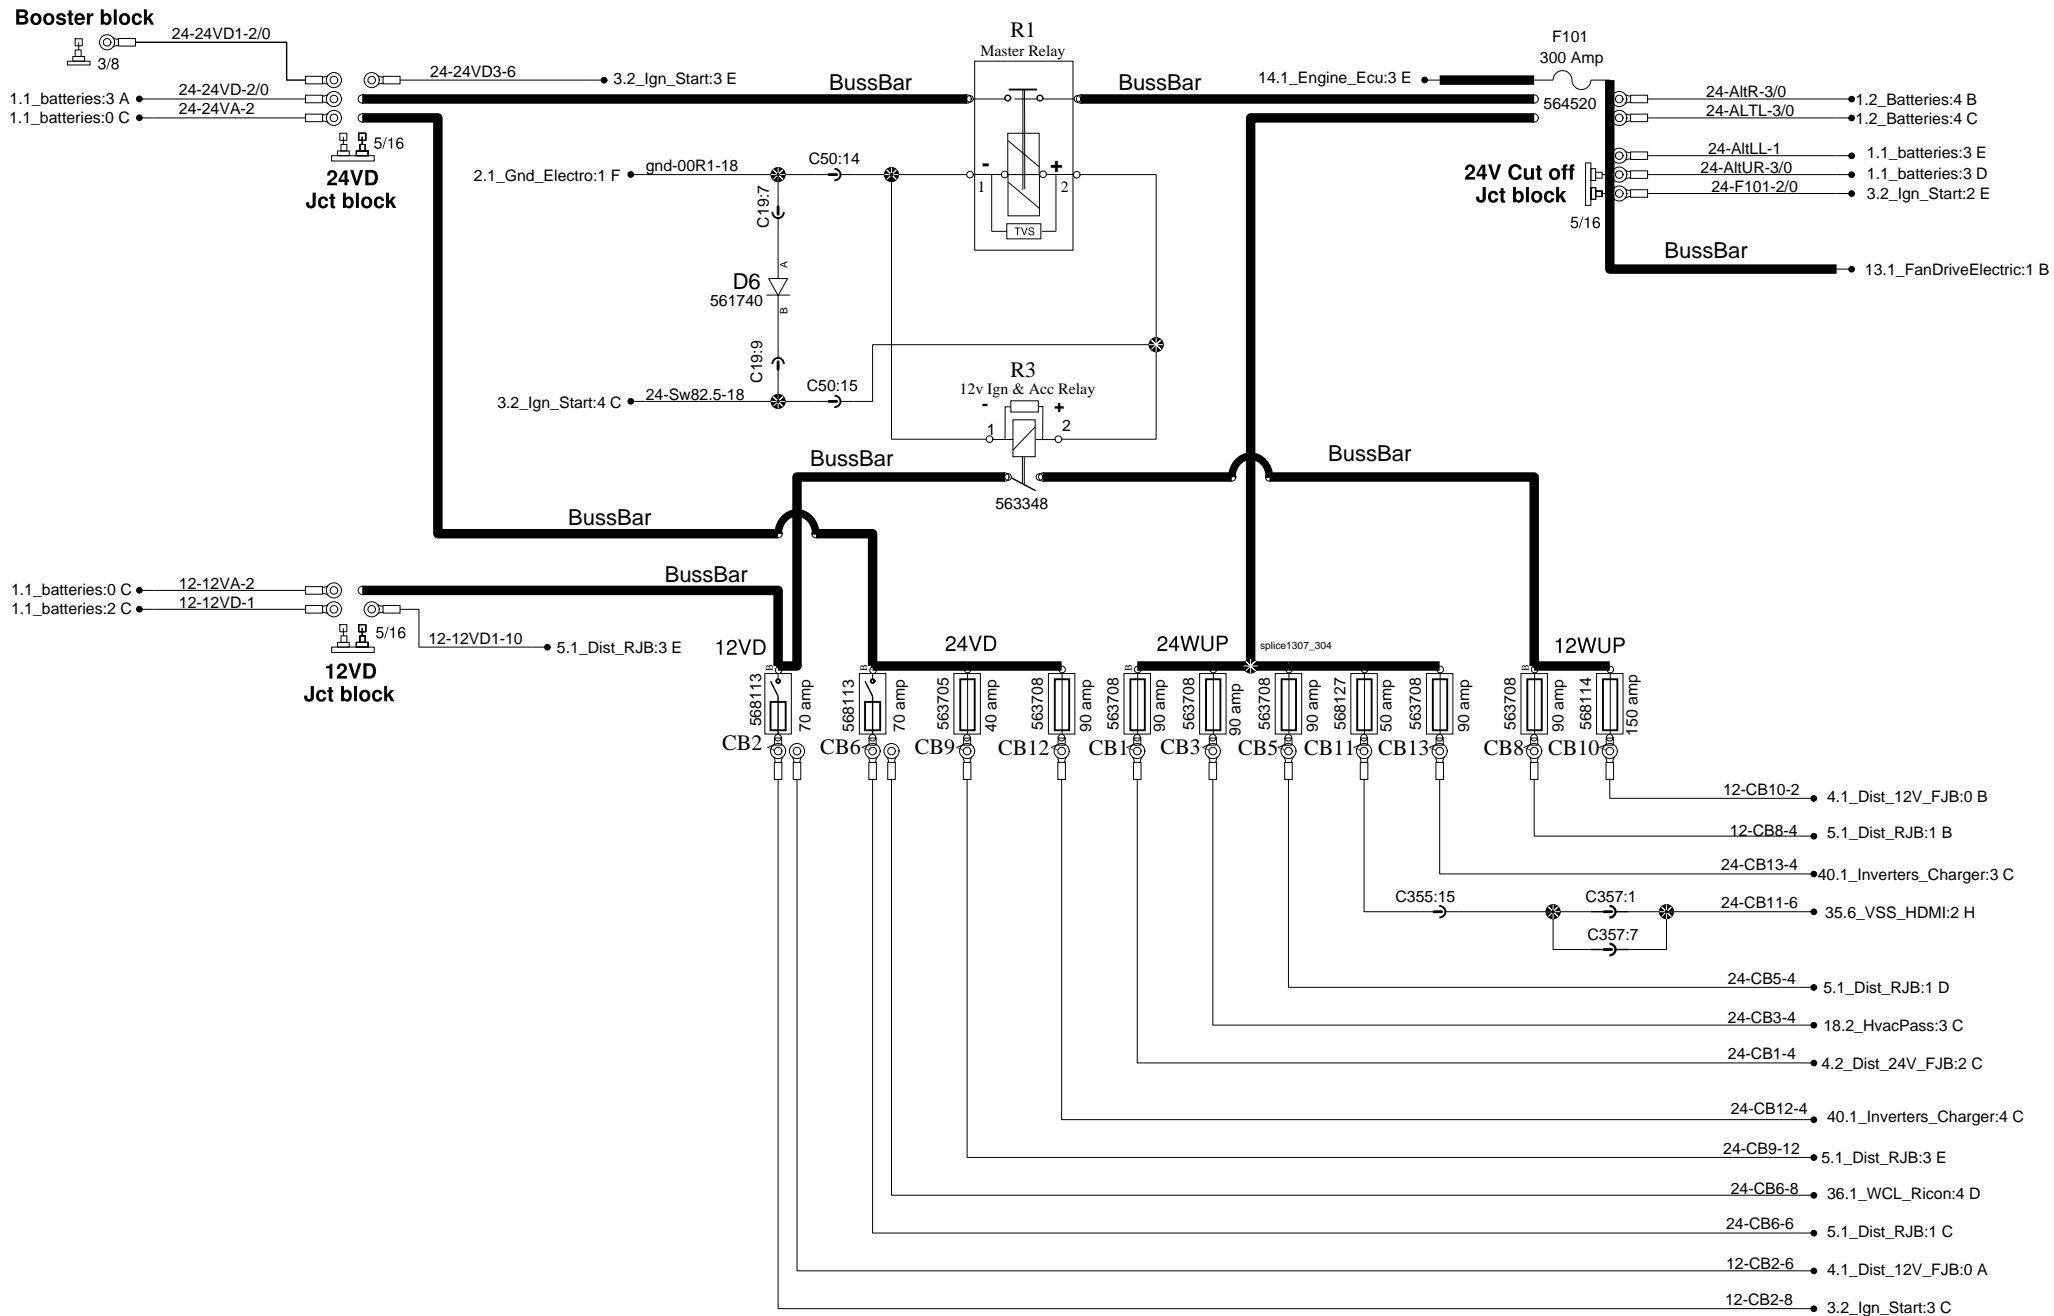 Booster block
24-24VD1-2/0
3/8
24-24VD3-6
3.2_Ign_Start:3 E
1.1_batteries:3 A
24-24VD-2/0
1.1_batteries:0 C
24-24VA-2
5/16
24VD
Jct block
BussBar
R1
Master Relay
BussBar
14.1_Engine_Ecu:3 E
F101
300 Amp
564520
24-AltR-3/0
1.2_Batteries:4 B
24-ALTL-3/0
1.2_Batteries:4 C
24-AltLL-1
1.1_batteries:3 E
24-AltUR-3/0
1.1_batteries:3 D
24-F101-2/0
3.2_Ign_Start:2 E
24V Cut off
Jct block
5/16
BussBar
13.1_FanDriveElectric:1 B
2.1_Gnd_Electro:1 F
gnd-00R1-18
C50:14
- +
1 2
TVS
C19:7
A
D6
561740
B
C19:9
3.2_Ign_Start:4 C
24-Sw82.5-18
C50:15
R3
12v Ign & Acc Relay
- +
1 2
563348
BussBar
BussBar
BussBar
BussBar
1.1_batteries:0 C
12-12VA-2
1.1_batteries:2 C
12-12VD-1
5/16
12-12VD1-10
5.1_Dist_RJB:3 E
12VD
Jct block
12VD
24VD
24WUP
splice1307_304
12WUP
B
568113
70 amp
CB2
B
568113
70 amp
CB6
563705
40 amp
CB9
563708
90 amp
CB12
B
563708
90 amp
CB1
563708
90 amp
CB3
563708
90 amp
CB5
568127
50 amp
CB11
563708
90 amp
CB13
B
563708
90 amp
CB8
568114
150 amp
CB10
12-CB10-2
4.1_Dist_12V_FJB:0 B
12-CB8-4
5.1_Dist_RJB:1 B
24-CB13-4
40.1_Inverters_Charger:3 C
C355:15
C357:1
24-CB11-6
35.6_VSS_HDMI:2 H
C357:7
24-CB5-4
5.1_Dist_RJB:1 D
24-CB3-4
18.2_HvacPass:3 C
24-CB1-4
4.2_Dist_24V_FJB:2 C
24-CB12-4
40.1_Inverters_Charger:4 C
24-CB9-12
5.1_Dist_RJB:3 E
24-CB6-8
36.1_WCL_Ricon:4 D
24-CB6-6
5.1_Dist_RJB:1 C
12-CB2-6
4.1_Dist_12V_FJB:0 A
12-CB2-8
3.2_Ign_Start:3 C